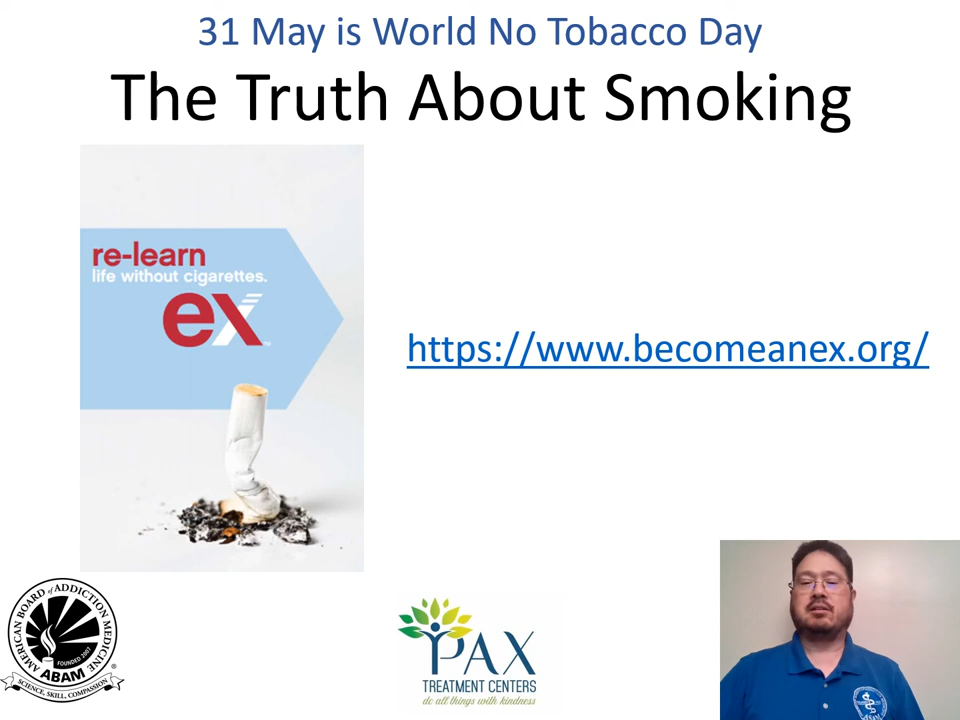 31 May is World No Tobacco Day
The Truth About Smoking
re-learn
life without cigarettes.
ex
https://www.becomeanex.org/
AMERICAN BOARD of ADDICTION MEDICINE
FOUNDED 2007
ABAM
SCIENCE, SKILL, COMPASSION
PAX
TREATMENT CENTERS
do all things with kindness